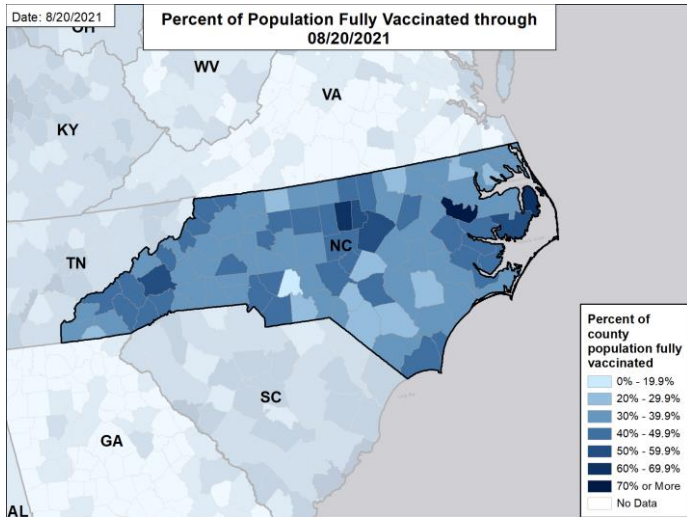 Date: 8/20/2021
Percent of Population Fully Vaccinated through
08/20/2021
OH
WV
VA
KY
NC
TN
SC
GA
AL
Percent of
county
population fully
vaccinated
0% - 19.9%
20% - 29.9%
30% - 39.9%
40% - 49.9%
50% - 59.9%
60% - 69.9%
70% or More
No Data